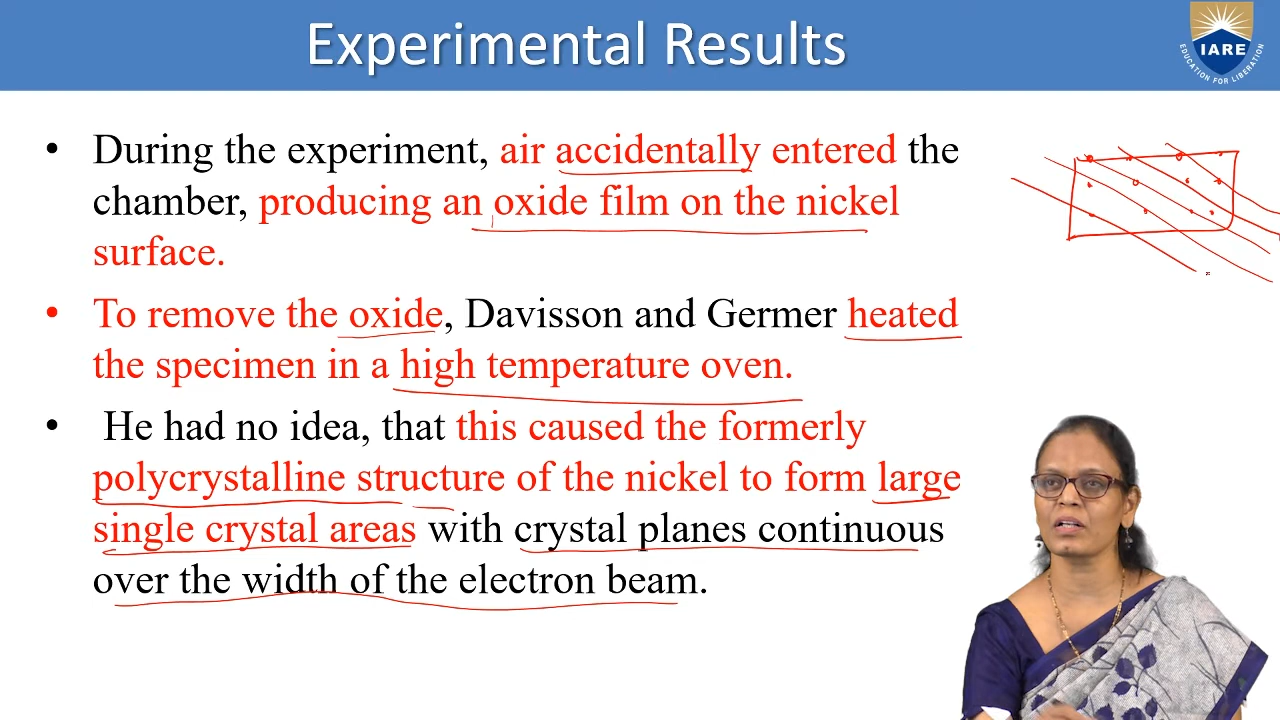 Experimental Results
IARE
EDUCATION FOR LIBERATION
• During the experiment, air accidentally entered the
chamber, producing an oxide film on the nickel
surface.
• To remove the oxide, Davisson and Germer heated
the specimen in a high temperature oven.
• He had no idea, that this caused the formerly
polycrystalline structure of the nickel to form large
single crystal areas with crystal planes continuous
over the width of the electron beam.